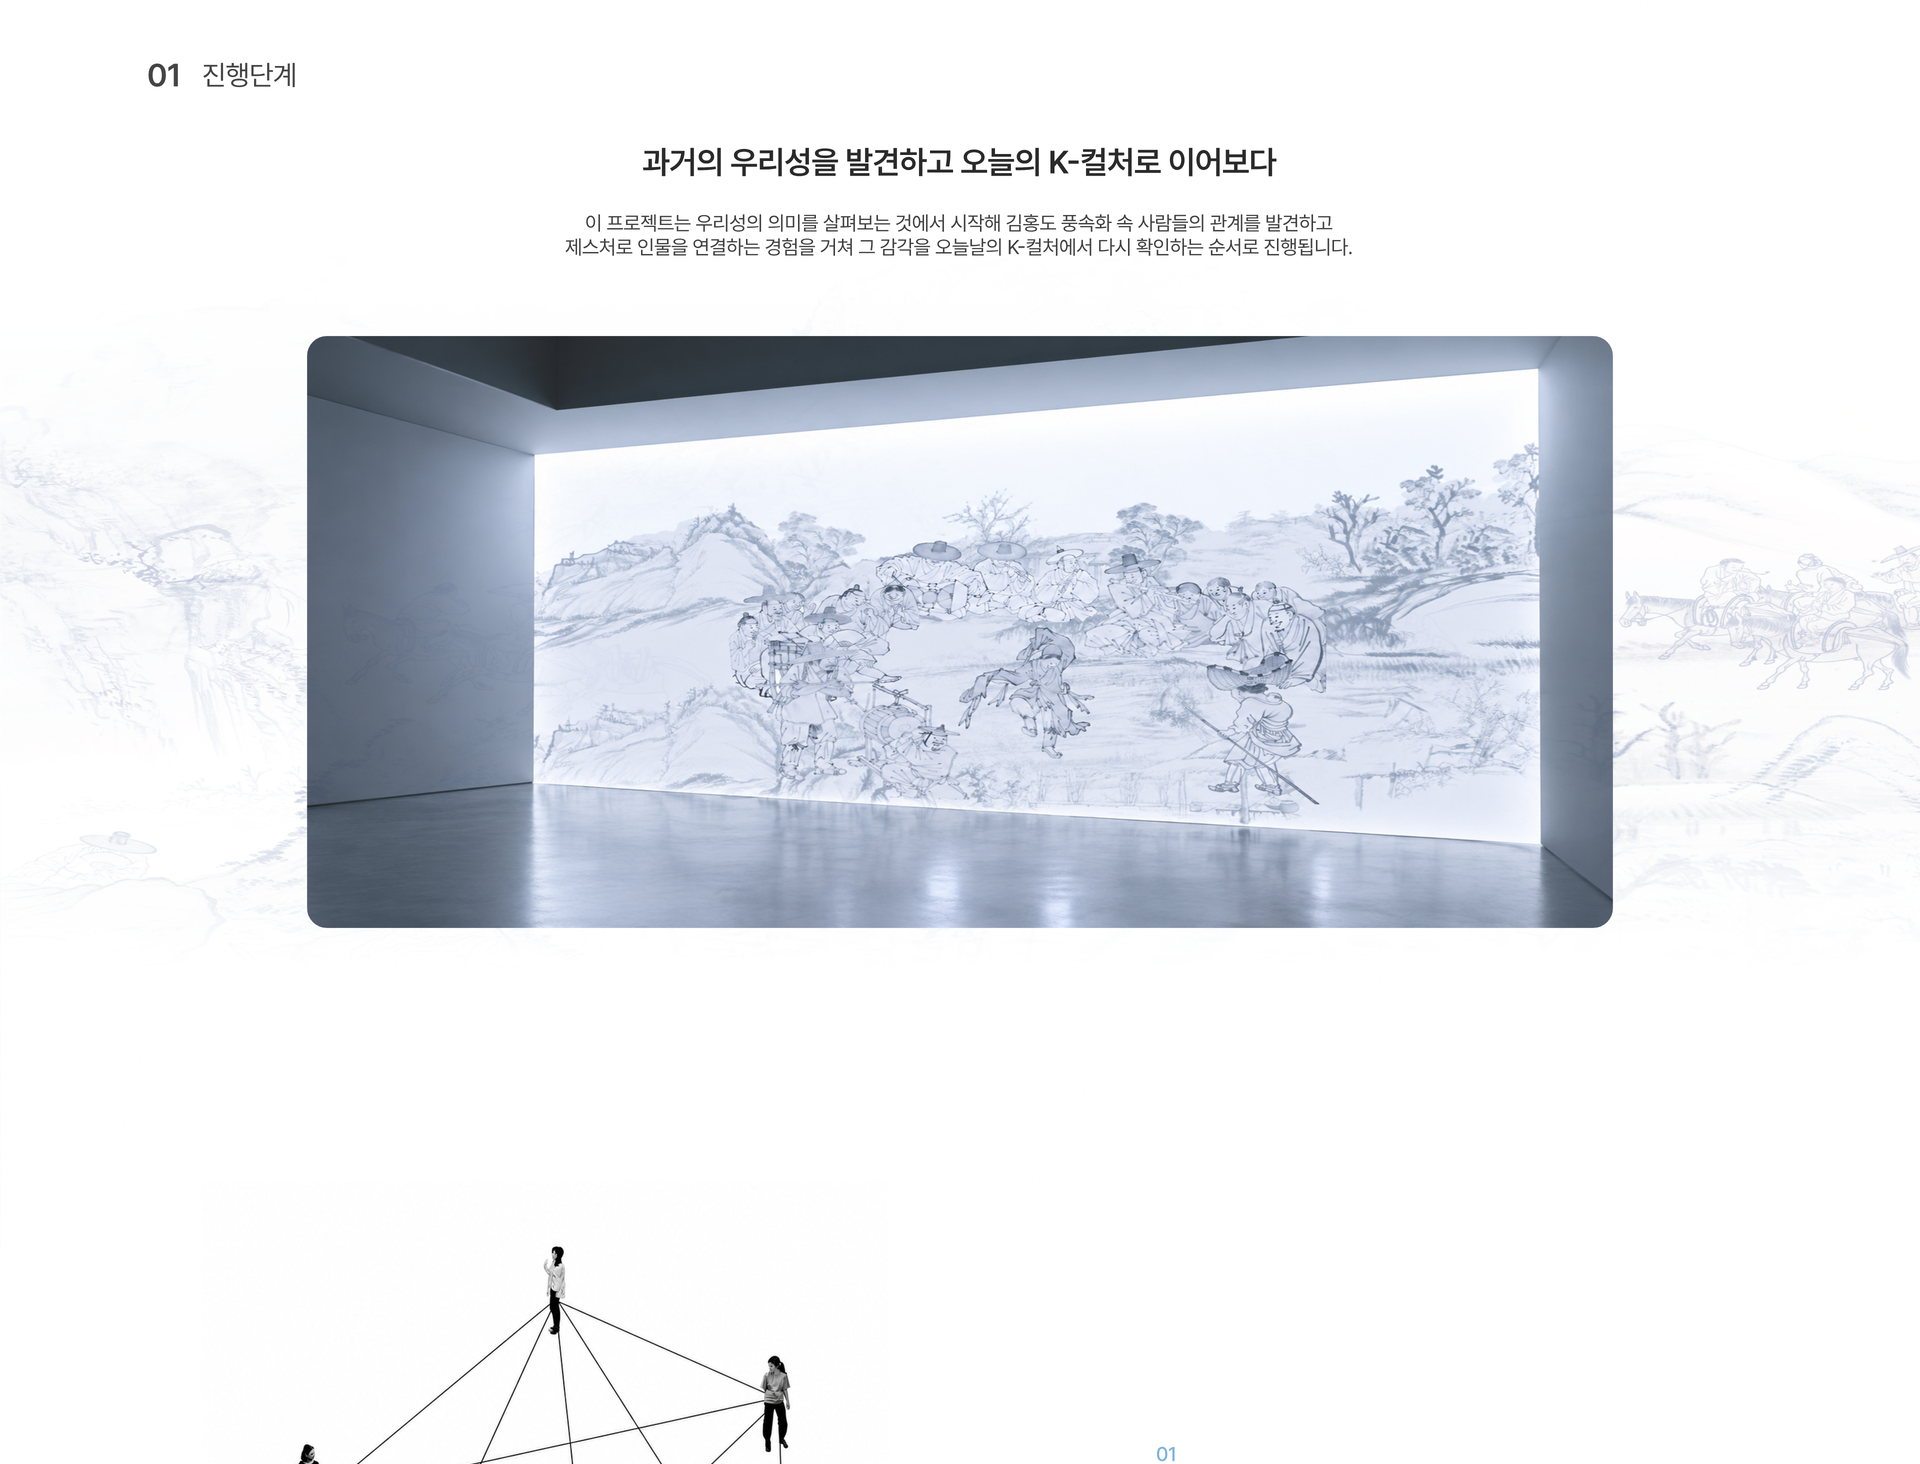 01 진행단계
과거의 우리성을 발견하고 오늘의 K-컬처로 이어보다
이 프로젝트는 우리성의 의미를 살펴보는 것에서 시작해 김홍도 풍속화 속 사람들의 관계를 발견하고
제스처로 인물을 연결하는 경험을 거쳐 그 감각을 오늘날의 K-컬처에서 다시 확인하는 순서로 진행됩니다.
01